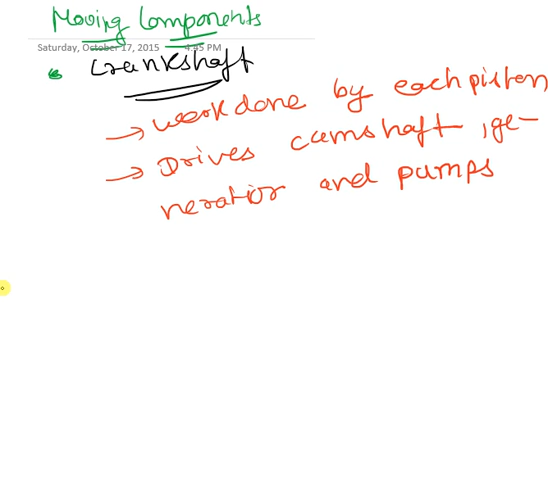 Moving Components
Saturday, October 17, 2015 4:45 PM
Crankshaft
→ Work done by each piston
→ Drives camshaft, ge-
neratior and pumps